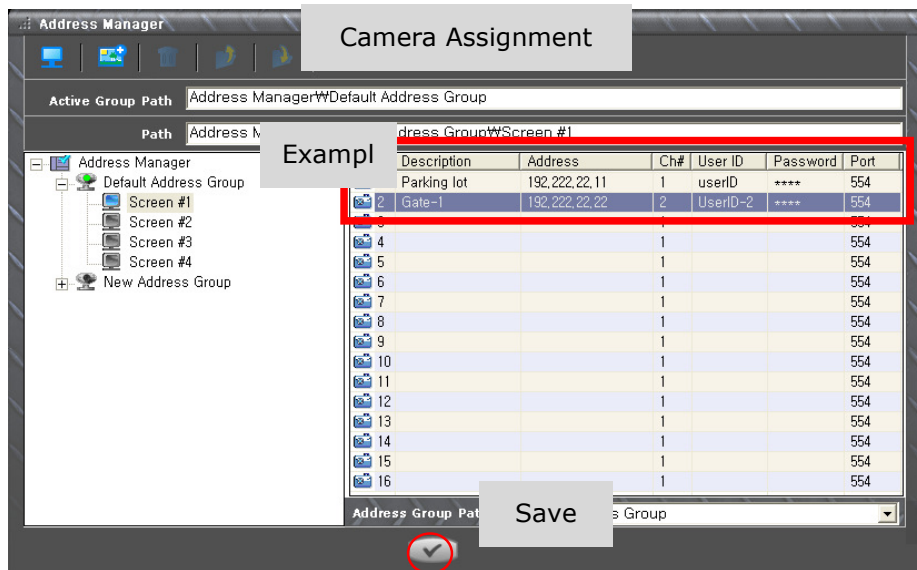 Address Manager
Camera Assignment
Active Group Path Address Manager₩Default Address Group
Path Address M dress Group₩Screen #1
Exampl
Description Address Ch# User ID Password Port
Parking lot 192,222,22,11 1 userID **** 554
2 Gate-1 192,222,22,22 2 UserID-2 **** 554
3 1 554
4 1 554
5 1 554
6 1 554
7 1 554
8 1 554
9 1 554
10 1 554
11 1 554
12 1 554
13 1 554
14 1 554
15 1 554
16 1 554
Address Manager
Default Address Group
Screen #1
Screen #2
Screen #3
Screen #4
New Address Group
Address Group Pat s Group
Save